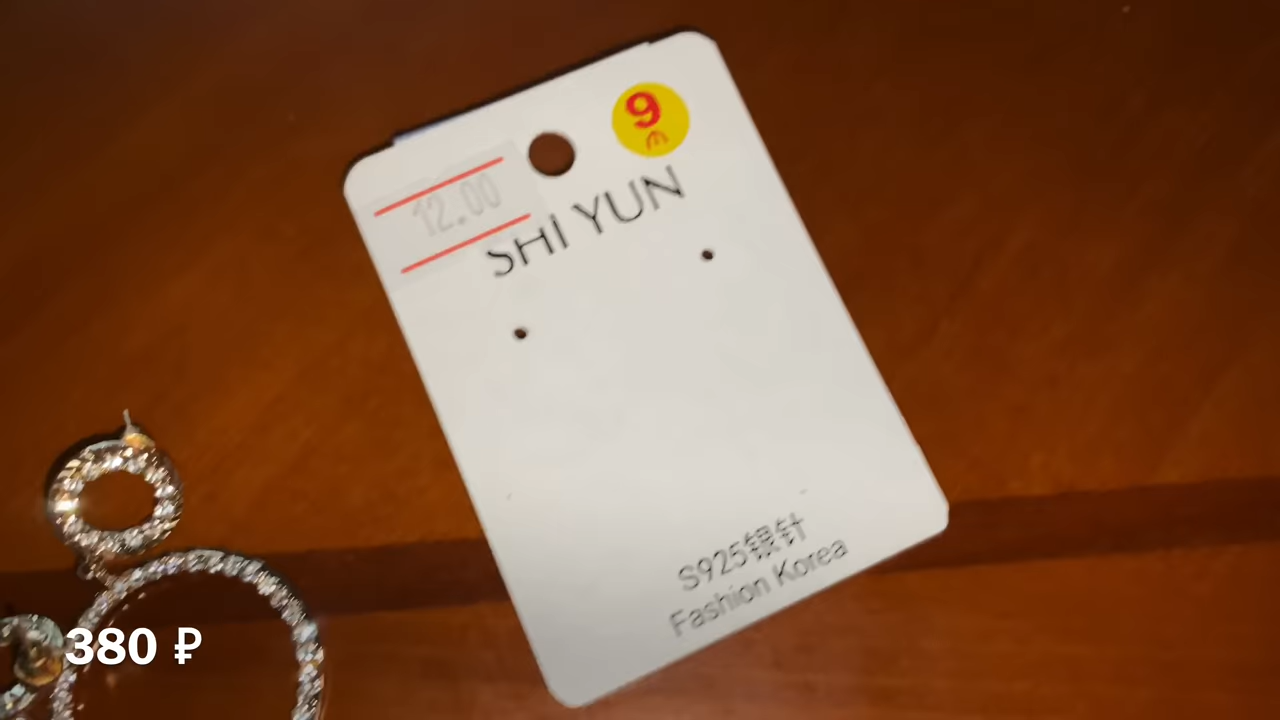 9
₼
12.00
SHI YUN
S925银针
Fashion Korea
380 ₽